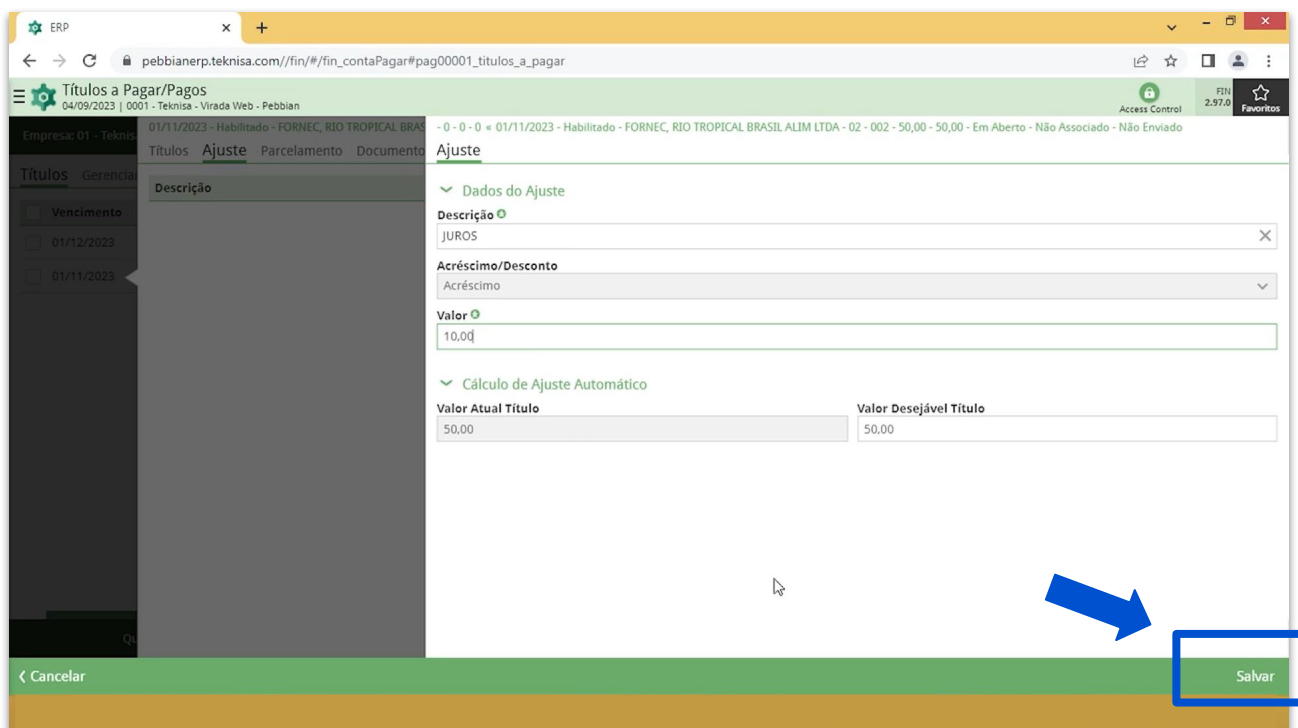 ERP
pebbianerp.teknisa.com//fin/#/fin_contaPagar#pag00001_titulos_a_pagar
Títulos a Pagar/Pagos
04/09/2023 | 0001 - Teknisa - Virada Web - Pebbian
Access Control
FIN
2.97.0
Favoritos
Empresa: 01 - Teknis
01/11/2023 - Habilitado - FORNEC, RIO TROPICAL BRAS
- 0 - 0 - 0 « 01/11/2023 - Habilitado - FORNEC, RIO TROPICAL BRASIL ALIM LTDA - 02 - 002 - 50,00 - 50,00 - Em Aberto - Não Associado - Não Enviado
Títulos Ajuste Parcelamento Documento
Ajuste
Títulos Gerencia
Descrição
Vencimento
01/12/2023
01/11/2023
Dados do Ajuste
Descrição
JUROS
Acréscimo/Desconto
Acréscimo
Valor
10,00
Cálculo de Ajuste Automático
Valor Atual Título Valor Desejável Título
50,00 50,00
Qu
Cancelar Salvar